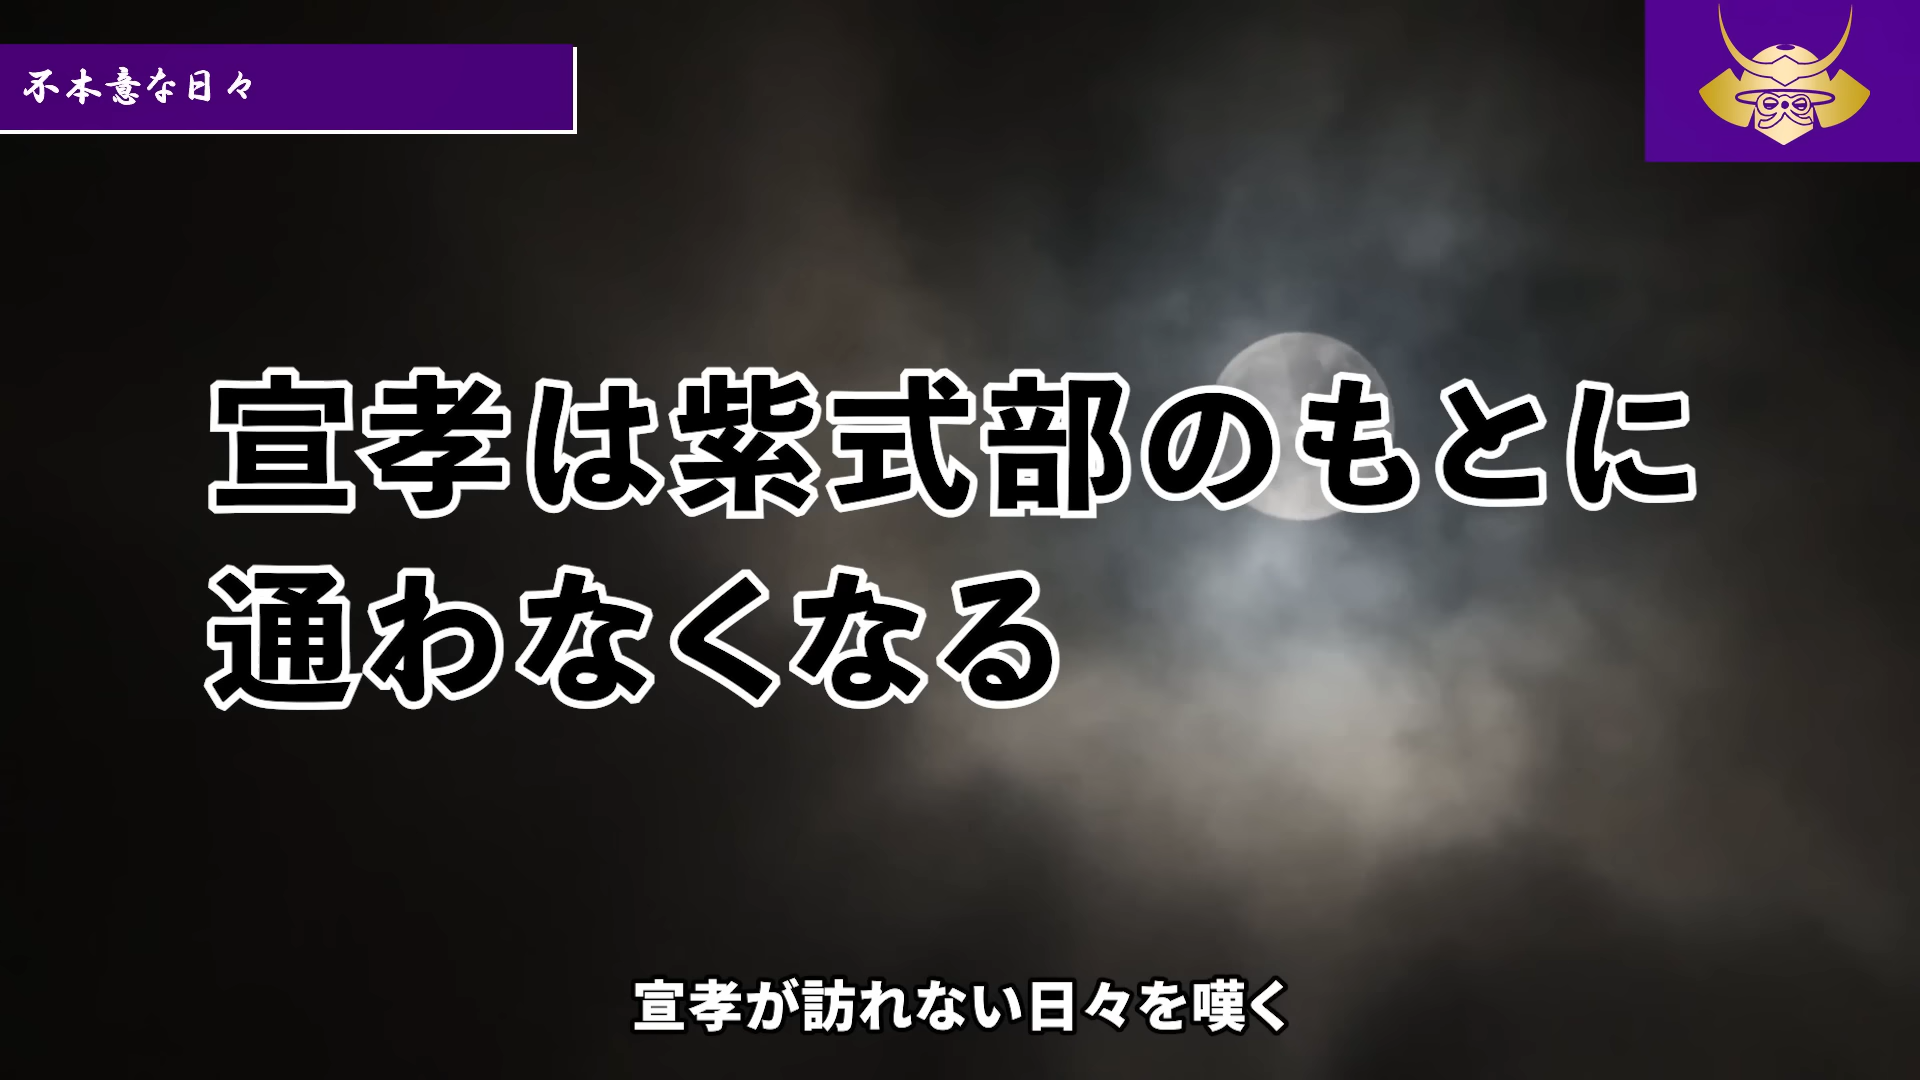 不本意な日々
宣孝は紫式部のもとに
通わなくなる
宣孝が訪れない日々を嘆く